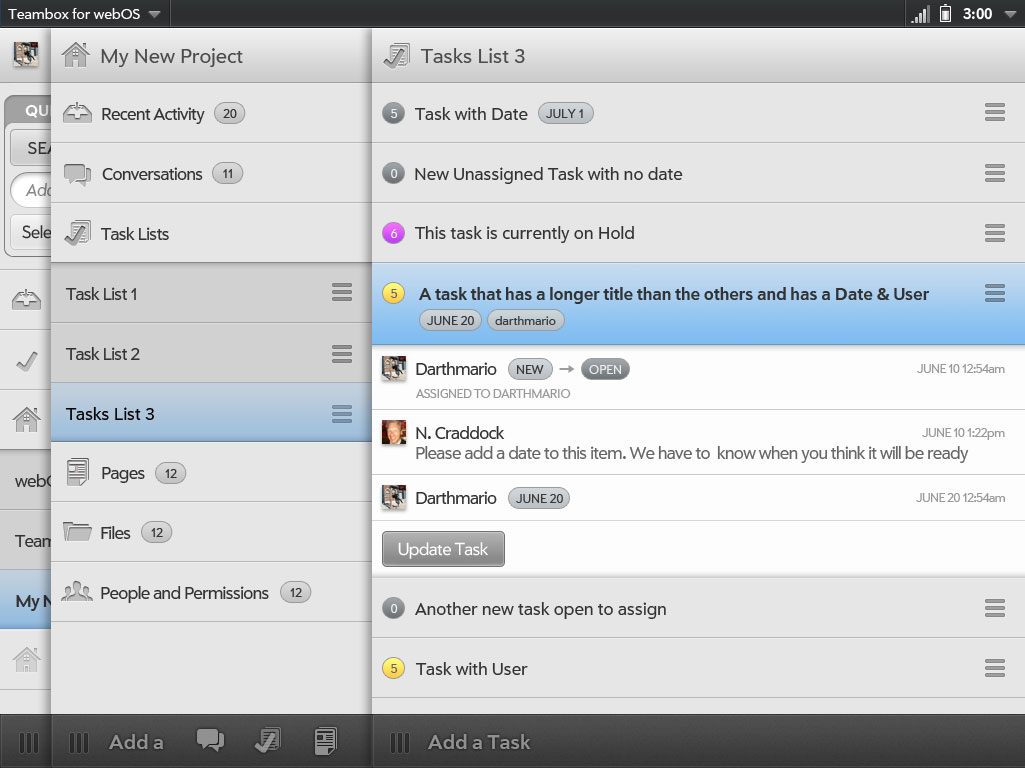 Teambox for webOS
3:00
QU
SEA
Add
Sele
webO
Team
My N
My New Project
Recent Activity 20
Conversations 11
Task Lists
Task List 1
Task List 2
Tasks List 3
Pages 12
Files 12
People and Permissions 12
Add a
Tasks List 3
5 Task with Date JULY 1
0 New Unassigned Task with no date
6 This task is currently on Hold
5 A task that has a longer title than the others and has a Date & User
JUNE 20 darthmario
Darthmario NEW → OPEN JUNE 10 12:54am
ASSIGNED TO DARTHMARIO
N. Craddock JUNE 10 1:22pm
Please add a date to this item. We have to know when you think it will be ready
Darthmario JUNE 20 JUNE 20 12:54am
Update Task
0 Another new task open to assign
5 Task with User
Add a Task